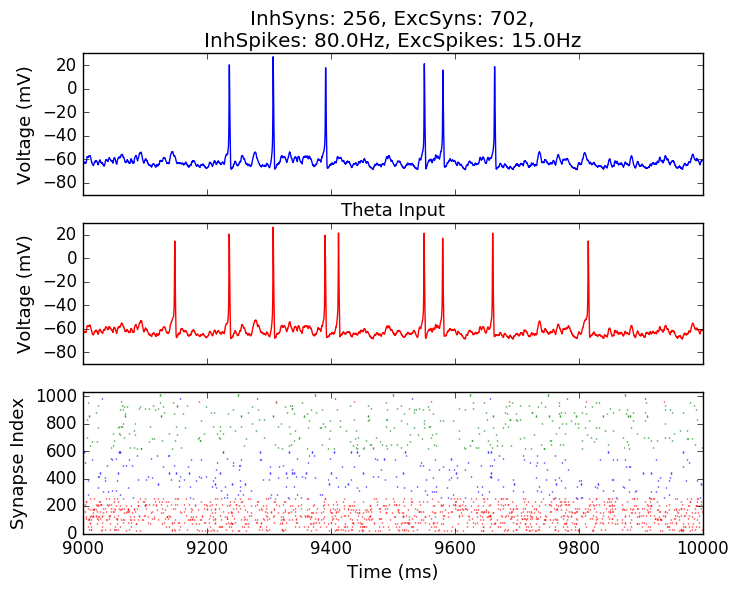 InhSyns: 256, ExcSyns: 702,
InhSpikes: 80.0Hz, ExcSpikes: 15.0Hz
Voltage (mV)
20
0
−20
−40
−60
−80
Theta Input
Voltage (mV)
20
0
−20
−40
−60
−80
Synapse Index
1000
800
600
400
200
0
9000 9200 9400 9600 9800 10000
Time (ms)